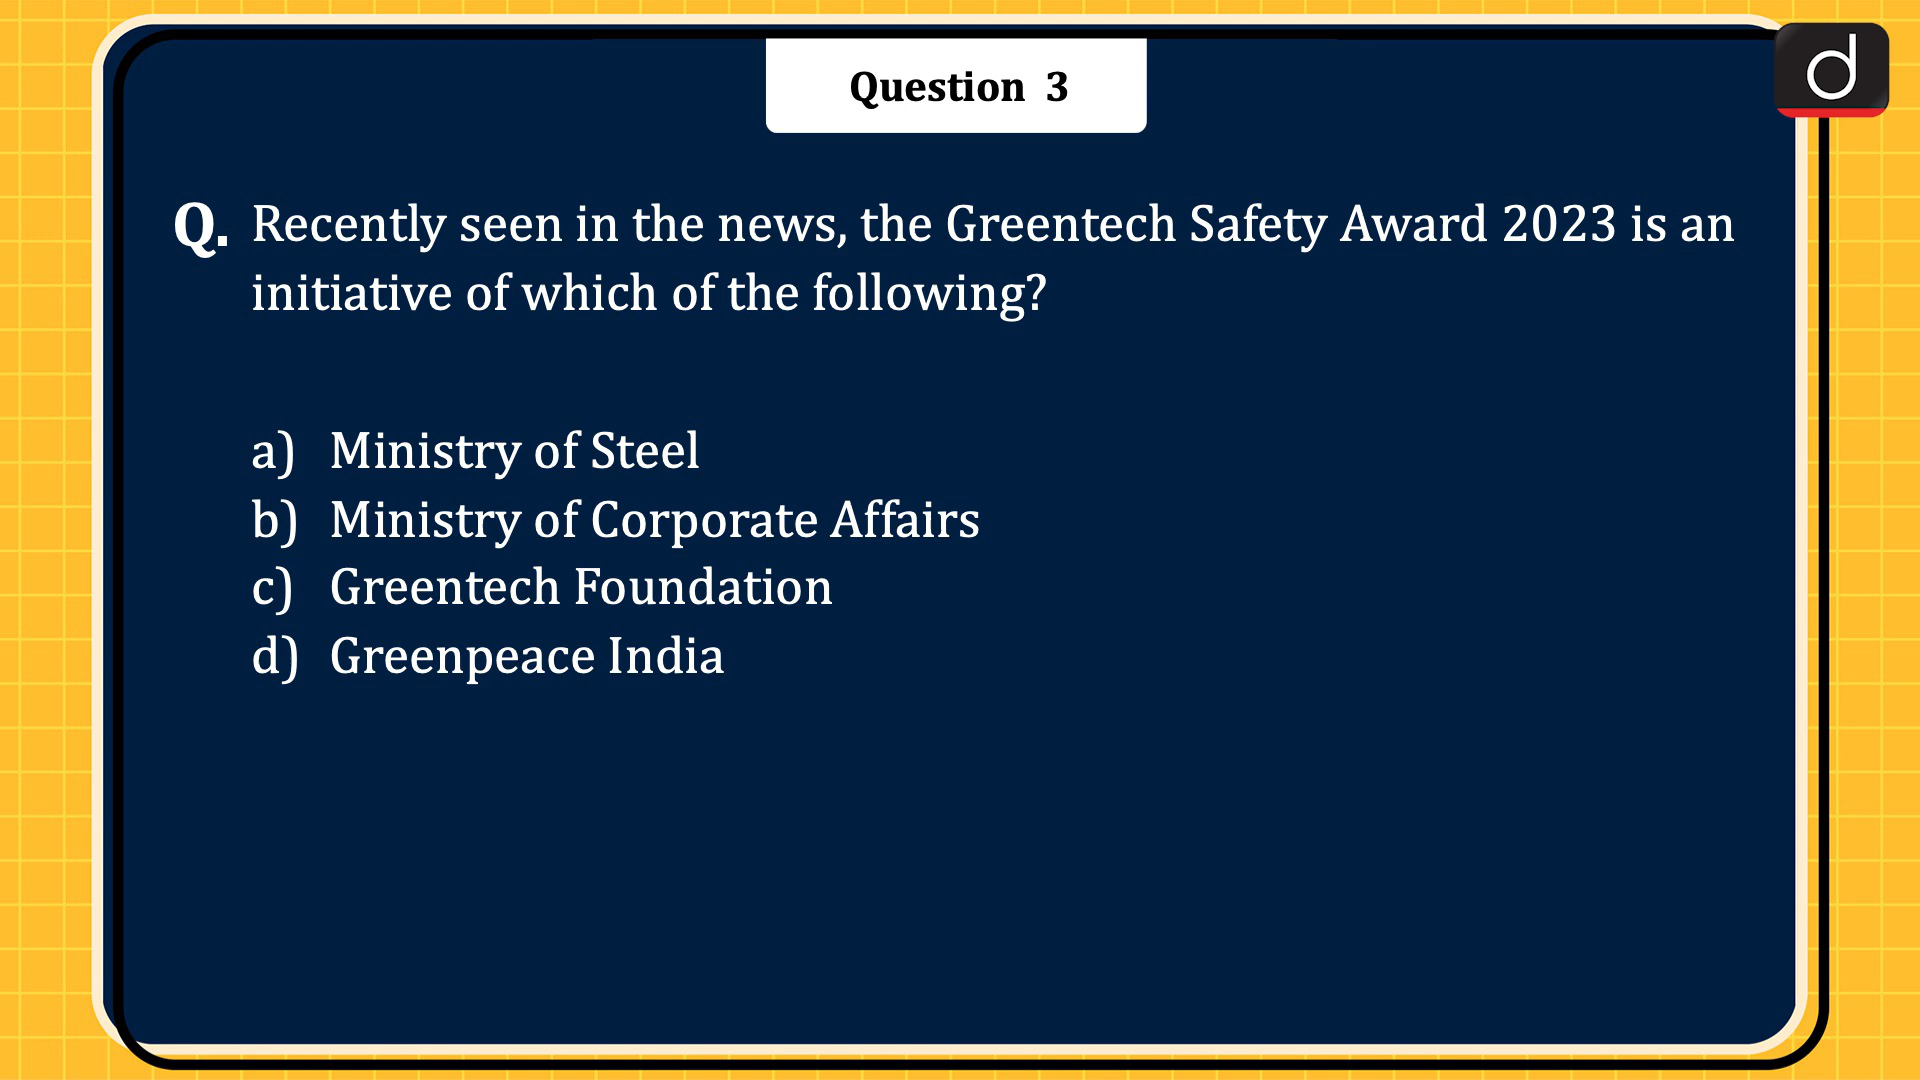 Question 3
Q. Recently seen in the news, the Greentech Safety Award 2023 is an
initiative of which of the following?
a) Ministry of Steel
b) Ministry of Corporate Affairs
c) Greentech Foundation
d) Greenpeace India
d